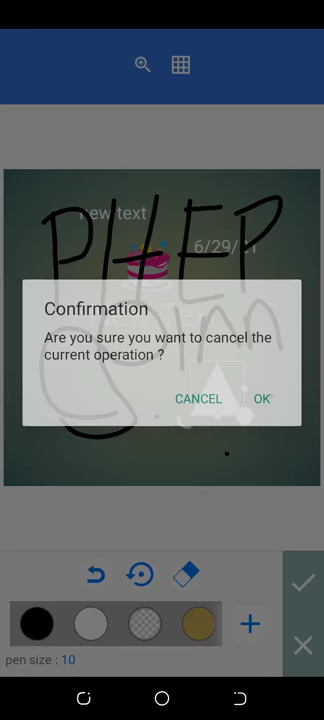 new text
PHEP
6/29/21
Confirmation
Are you sure you want to cancel the
current operation ?
CANCEL OK
pen size : 10